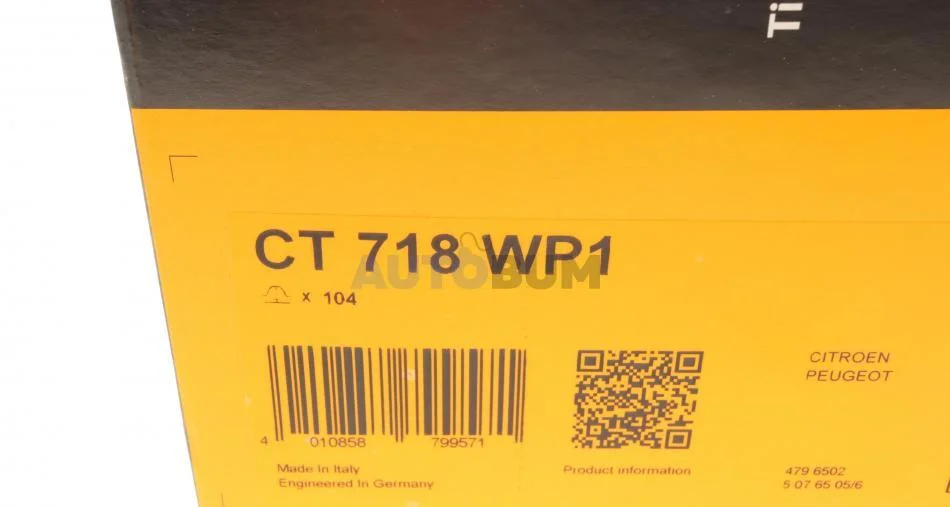 Ti
CT 718 WP1
AUTOBUM
x 104
4 010858 799571
CITROEN
PEUGEOT
Made In Italy
Engineered In Germany
Product information
479 6502
5 07 65 05/6